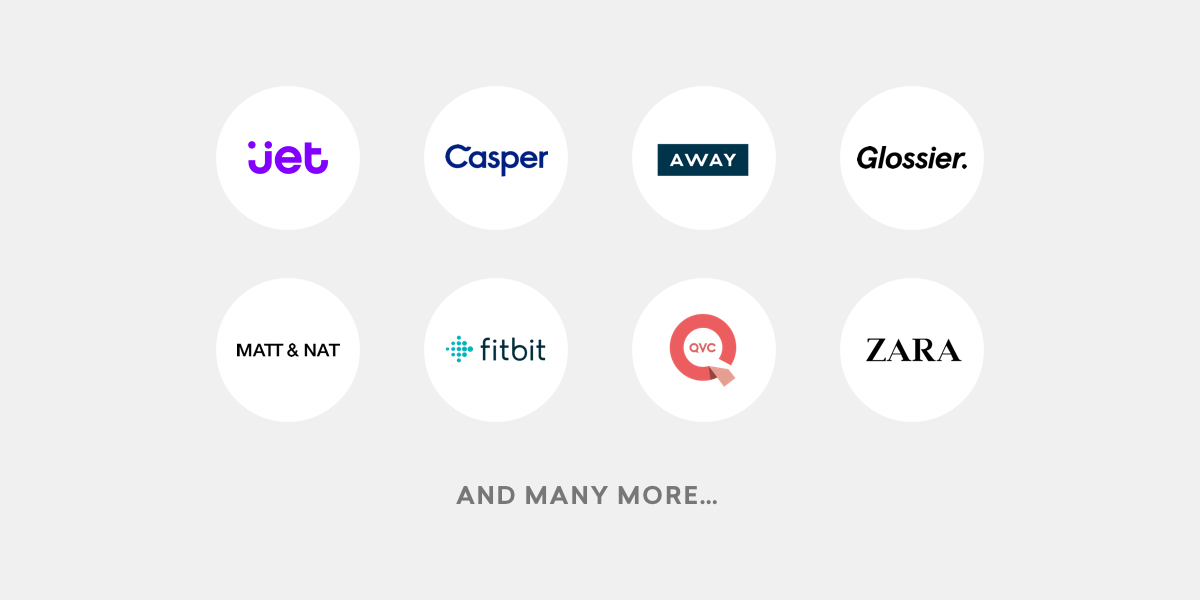 jet
Casper
AWAY
Glossier.
MATT & NAT
fitbit
QVC
ZARA
AND MANY MORE...